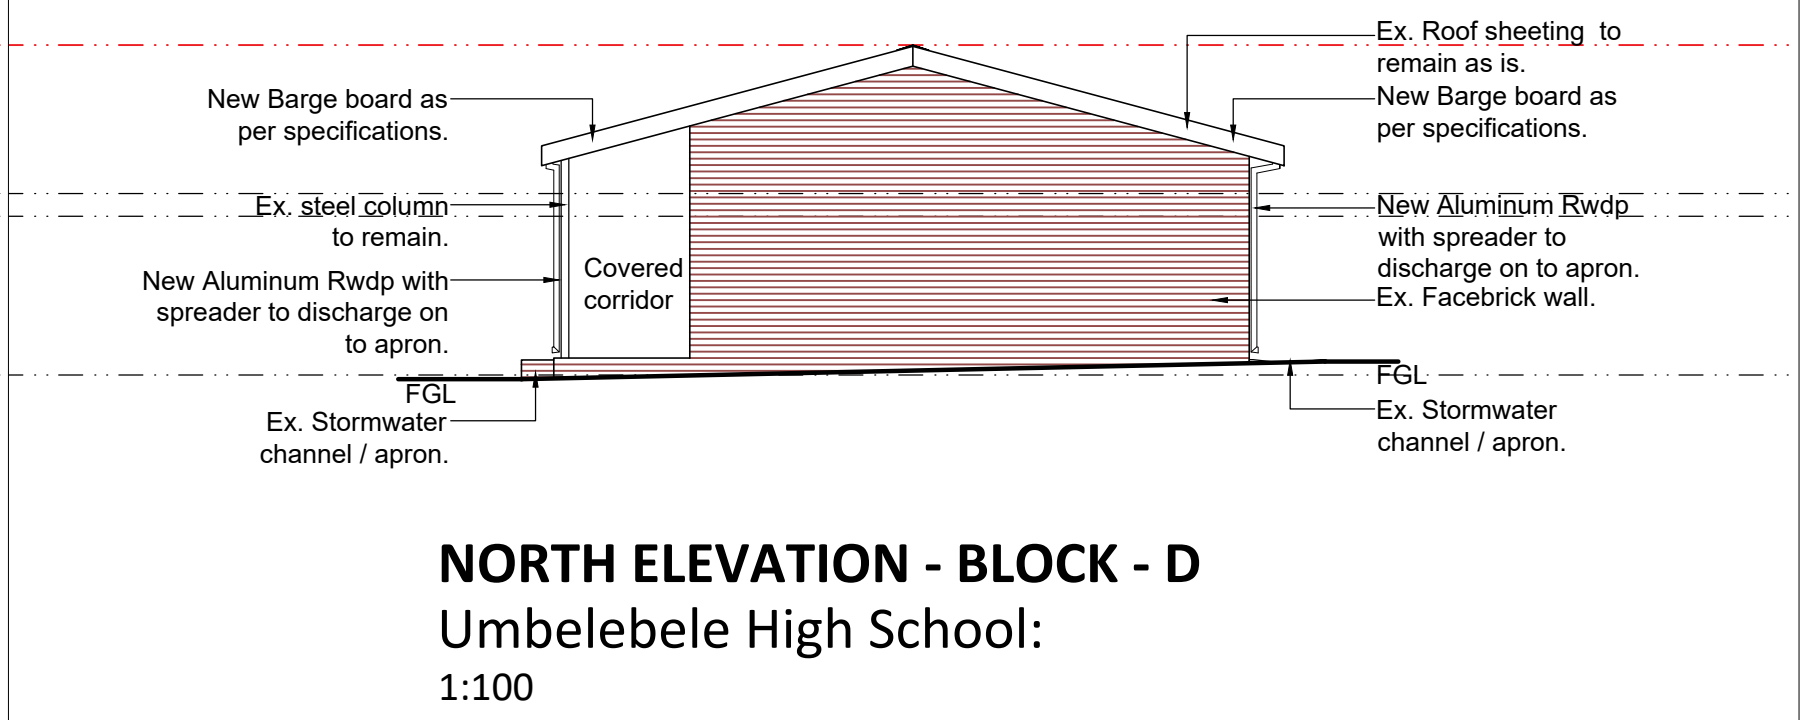 New Barge board as
per specifications.
Ex. steel column
to remain.
New Aluminum Rwdp with
spreader to discharge on
to apron.
FGL
Ex. Stormwater
channel / apron.
Covered
corridor
Ex. Roof sheeting to
remain as is.
New Barge board as
per specifications.
New Aluminum Rwdp
with spreader to
discharge on to apron.
Ex. Facebrick wall.
FGL
Ex. Stormwater
channel / apron.
NORTH ELEVATION - BLOCK - D
Umbelebele High School:
1:100